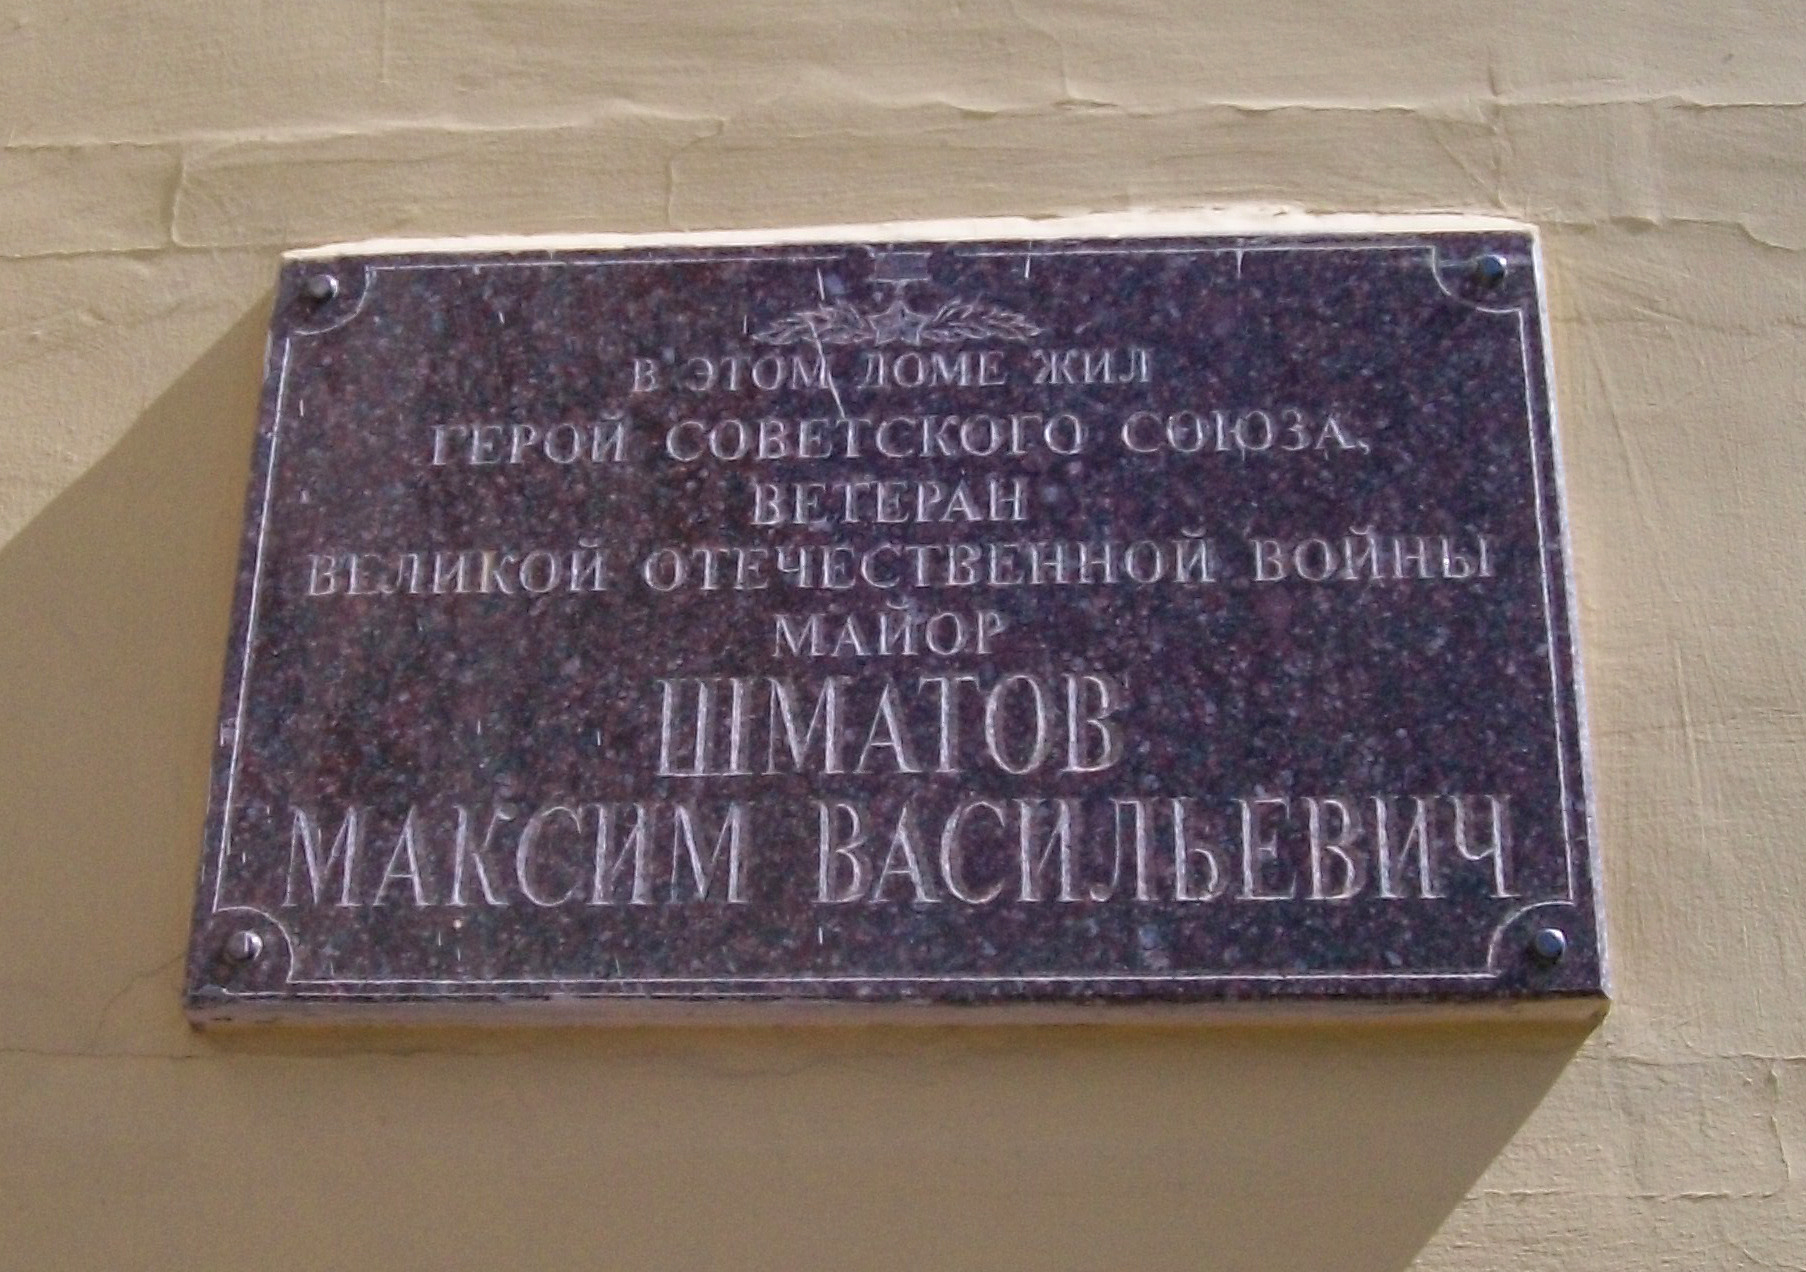 В ЭТОМ ДОМЕ ЖИЛ
ГЕРОЙ СОВЕТСКОГО СОЮЗА,
ВЕТЕРАН
ВЕЛИКОЙ ОТЕЧЕСТВЕННОЙ ВОЙНЫ
МАЙОР
ШМАТОВ
МАКСИМ ВАСИЛЬЕВИЧ